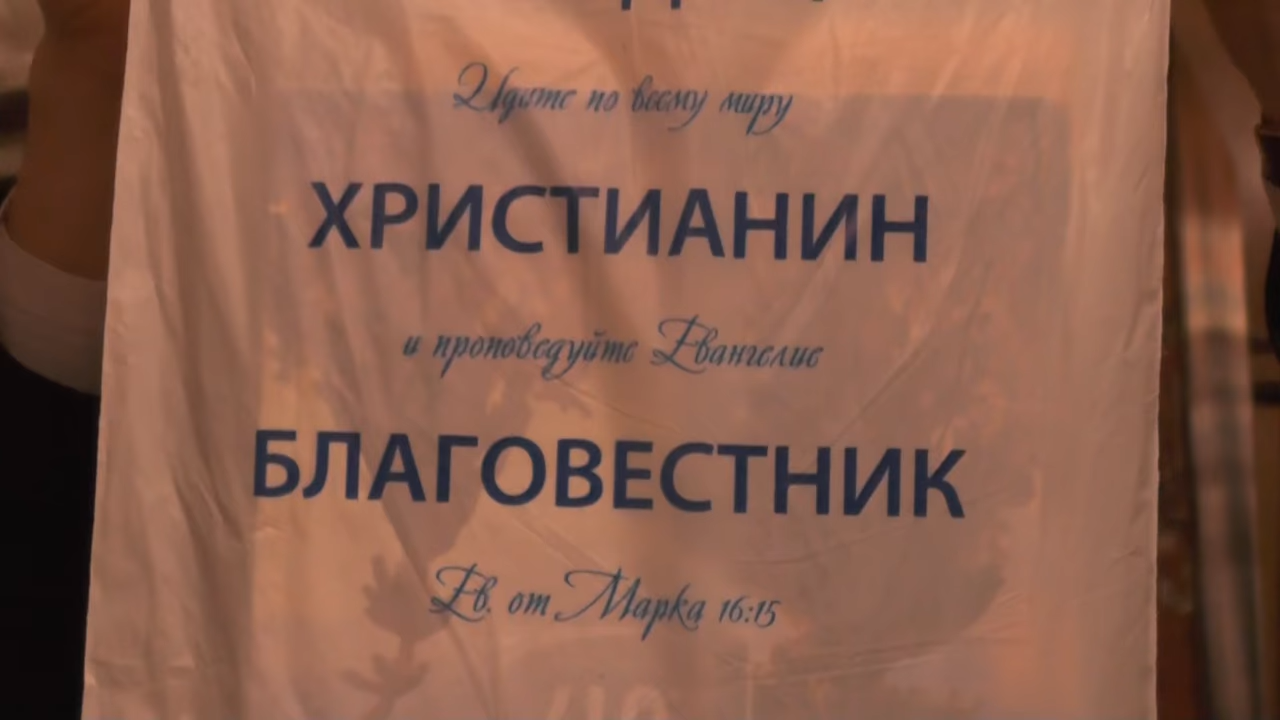 Идите по всему миру
ХРИСТИАНИН
и проповедуйте Евангелие
БЛАГОВЕСТНИК
Ев. от Марка 16:15